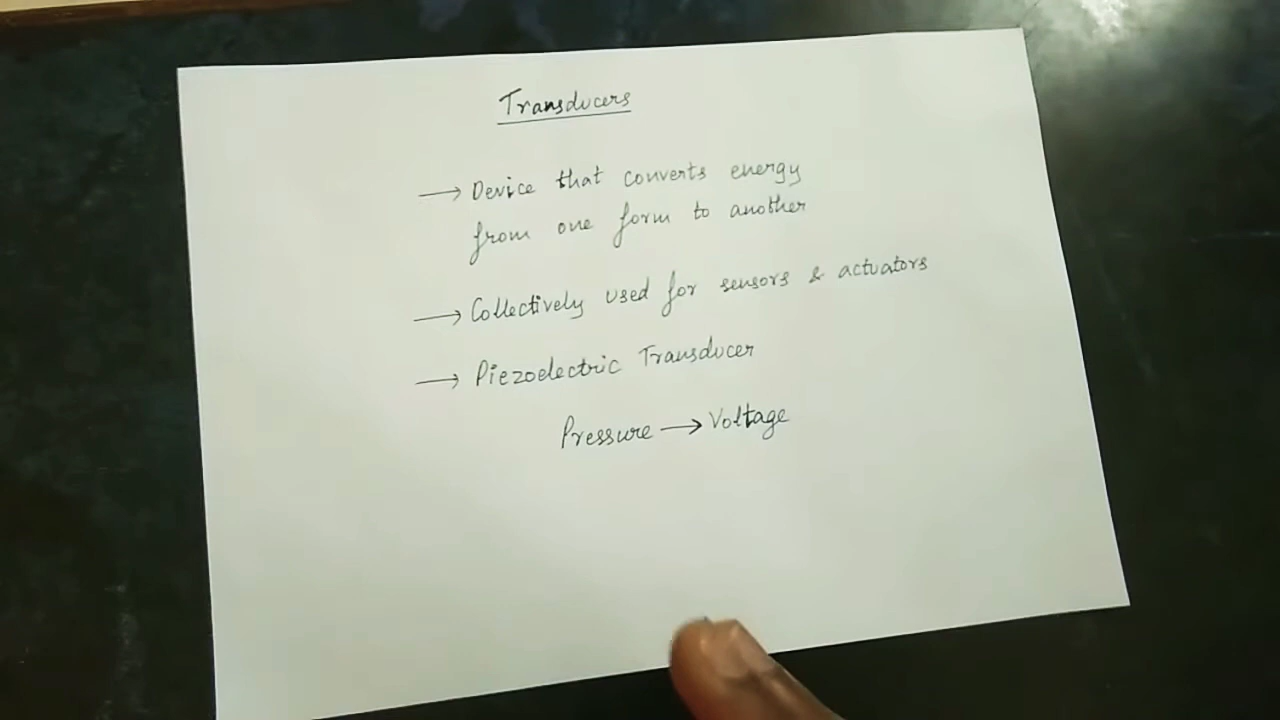 Transducers
→ Device that converts energy
from one form to another
→ Collectively used for sensors & actuators
→ Piezoelectric Transducer
Pressure → Voltage